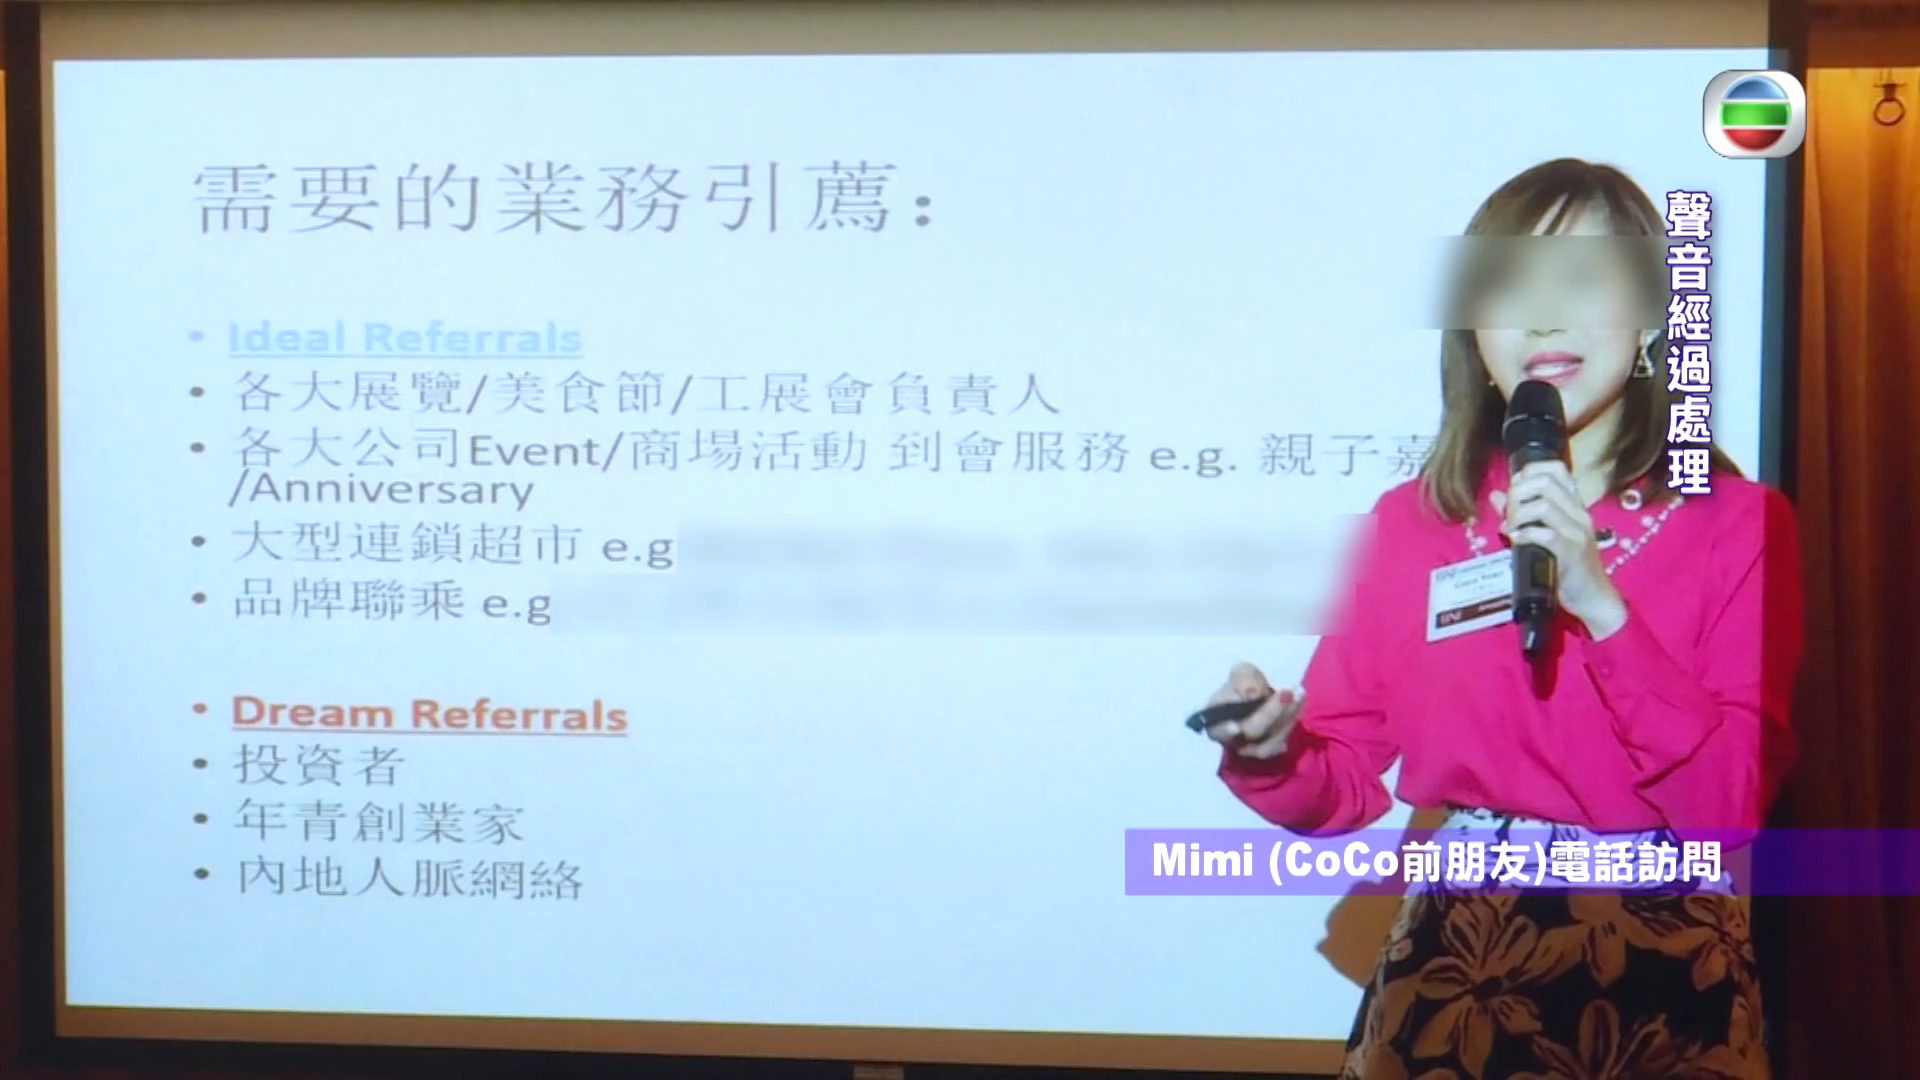 需要的業務引薦：
• Ideal Referrals
• 各大展覽/美食節/工展會負責人
• 各大公司Event/商場活動 到會服務 e.g. 親子嘉
/Anniversary
• 大型連鎖超市 e.g
• 品牌聯乘 e.g
• Dream Referrals
• 投資者
• 年青創業家
• 內地人脈網絡
聲音經過處理
BNI
Mimi (CoCo前朋友)電話訪問